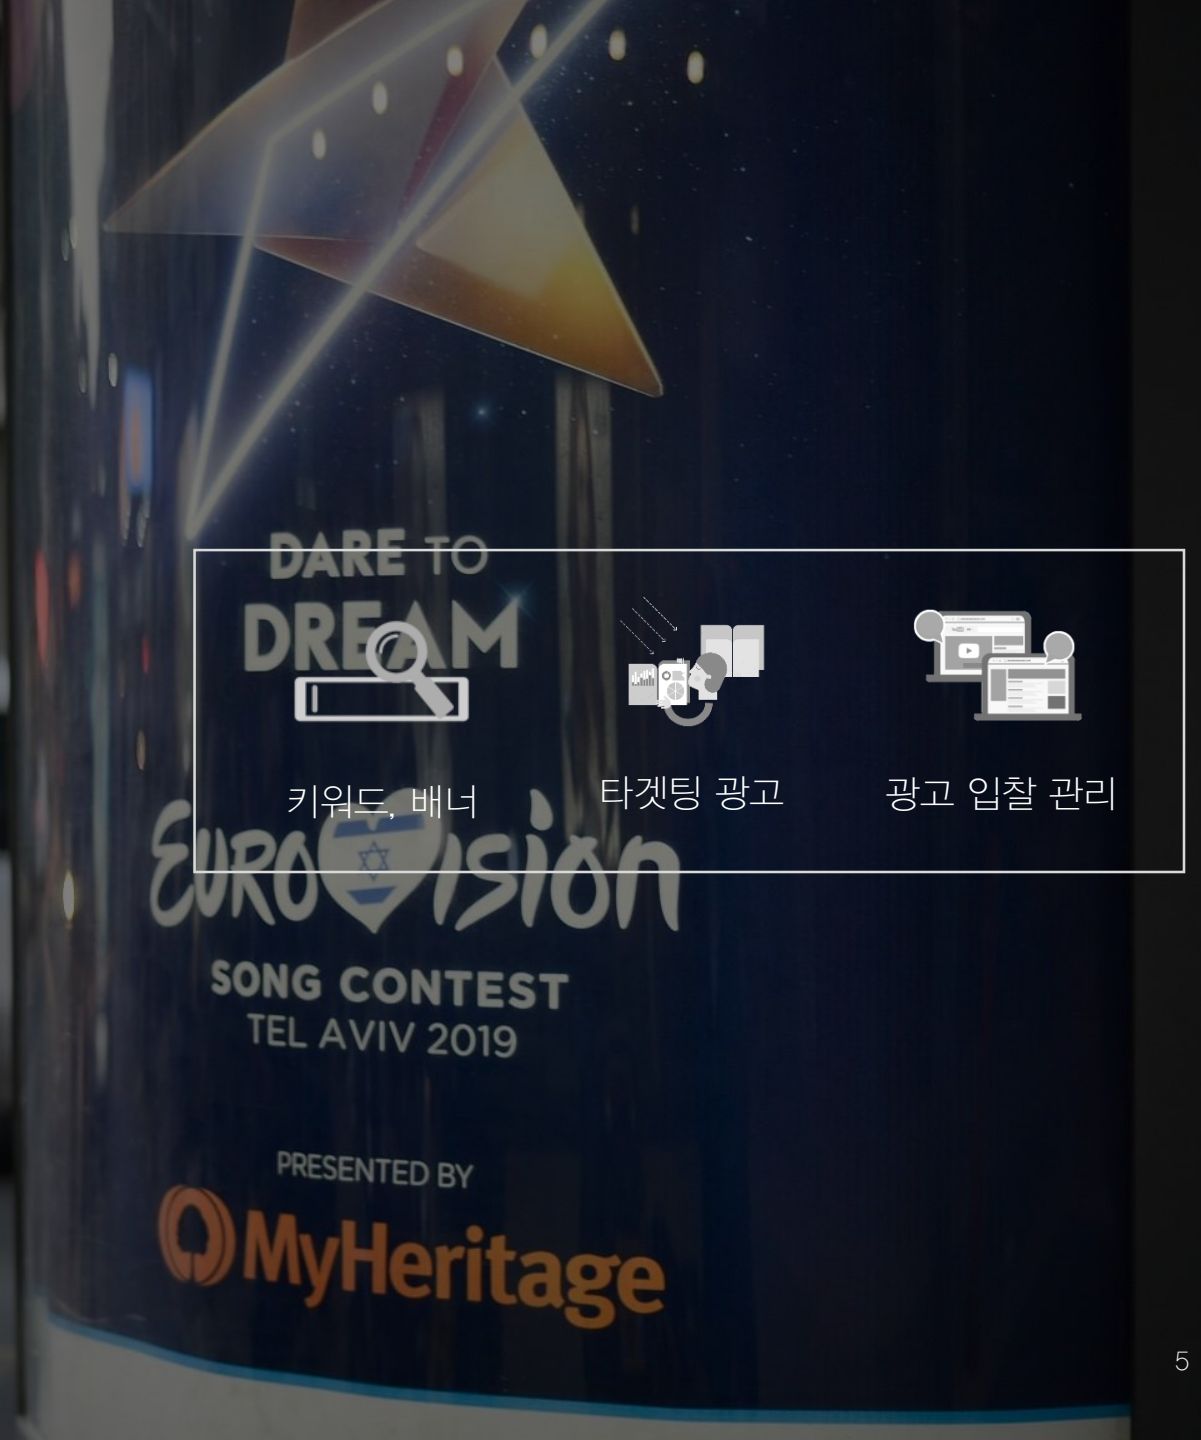 DARE TO
DREAM
키워드, 배너
타겟팅 광고
광고 입찰 관리
EUROVISION
SONG CONTEST
TEL AVIV 2019
PRESENTED BY
MyHeritage
5